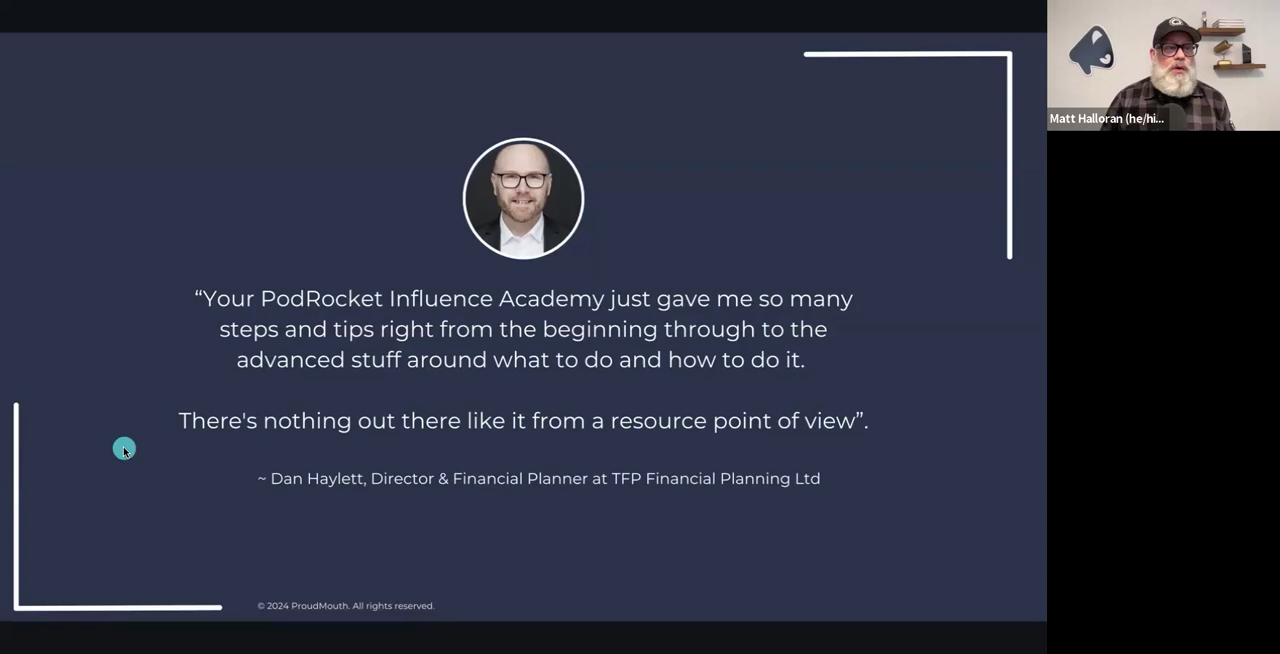 “Your PodRocket Influence Academy just gave me so many
steps and tips right from the beginning through to the
advanced stuff around what to do and how to do it.
There's nothing out there like it from a resource point of view”.
~ Dan Haylett, Director & Financial Planner at TFP Financial Planning Ltd
© 2024 ProudMouth. All rights reserved.
Matt Halloran (he/hi...